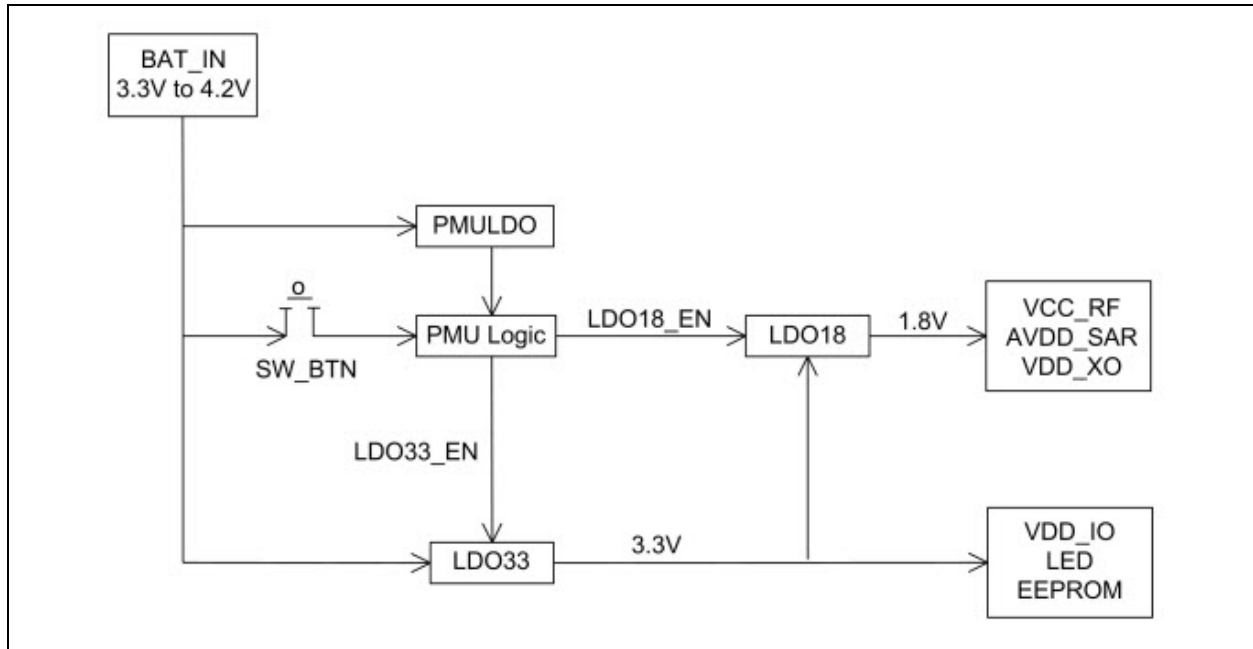 BAT_IN
3.3V to 4.2V
PMULDO
SW_BTN
PMU Logic
LDO18_EN
LDO18
1.8V
VCC_RF
AVDD_SAR
VDD_XO
LDO33_EN
LDO33
3.3V
VDD_IO
LED
EEPROM